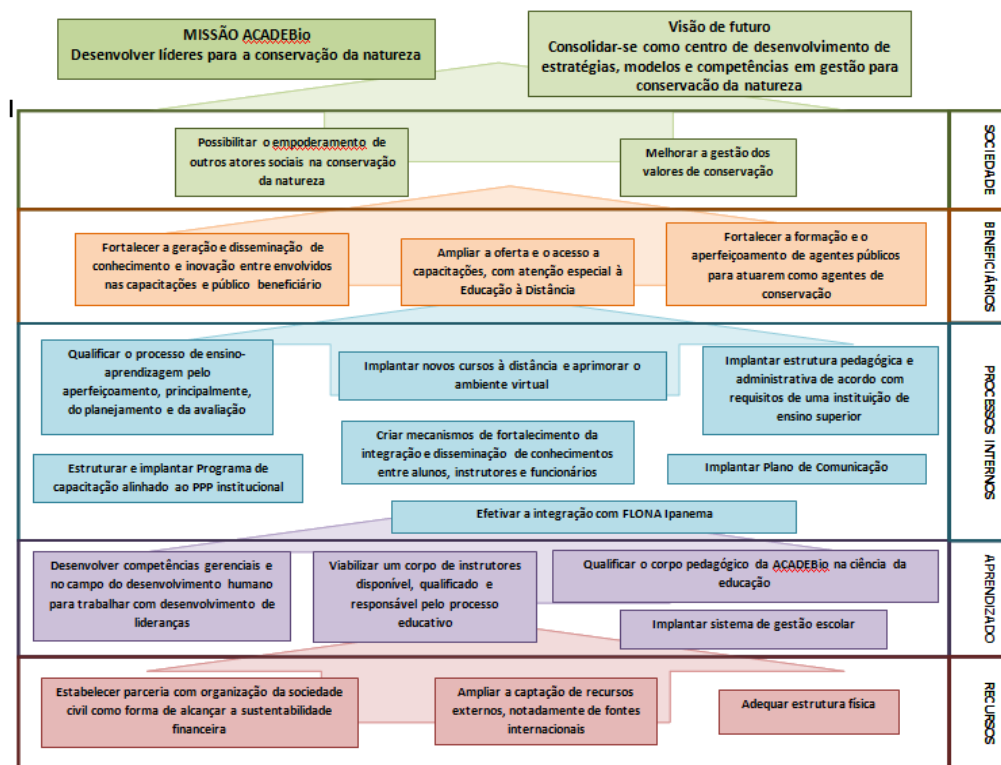 MISSÃO ACADEBio
Desenvolver líderes para a conservação da natureza
Visão de futuro
Consolidar-se como centro de desenvolvimento de
estratégias, modelos e competências em gestão para
conservação da natureza
SOCIEDADE
Possibilitar o empoderamento de
outros atores sociais na conservação
da natureza
Melhorar a gestão dos
valores de conservação
BENEFICIÁRIOS
Fortalecer a geração e disseminação de
conhecimento e inovação entre envolvidos
nas capacitações e público beneficiário
Ampliar a oferta e o acesso a
capacitações, com atenção especial à
Educação à Distância
Fortalecer a formação e o
aperfeiçoamento de agentes públicos
para atuarem como agentes de
conservação
PROCESSOS INTERNOS
Qualificar o processo de ensino-
aprendizagem pelo
aperfeiçoamento, principalmente,
do planejamento e da avaliação
Implantar novos cursos à distância e aprimorar o
ambiente virtual
Implantar estrutura pedagógica e
administrativa de acordo com
requisitos de uma instituição de
ensino superior
Estruturar e implantar Programa de
capacitação alinhado ao PPP institucional
Criar mecanismos de fortalecimento da
integração e disseminação de conhecimentos
entre alunos, instrutores e funcionários
Implantar Plano de Comunicação
Efetivar a integração com FLONA Ipanema
APRENDIZADO
Desenvolver competências gerenciais e
no campo do desenvolvimento humano
para trabalhar com desenvolvimento de
lideranças
Viabilizar um corpo de instrutores
disponível, qualificado e
responsável pelo processo
educativo
Qualificar o corpo pedagógico da ACADEBio na ciência da
educação
Implantar sistema de gestão escolar
RECURSOS
Estabelecer parceria com organização da sociedade
civil como forma de alcançar a sustentabilidade
financeira
Ampliar a captação de recursos
externos, notadamente de fontes
internacionais
Adequar estrutura física